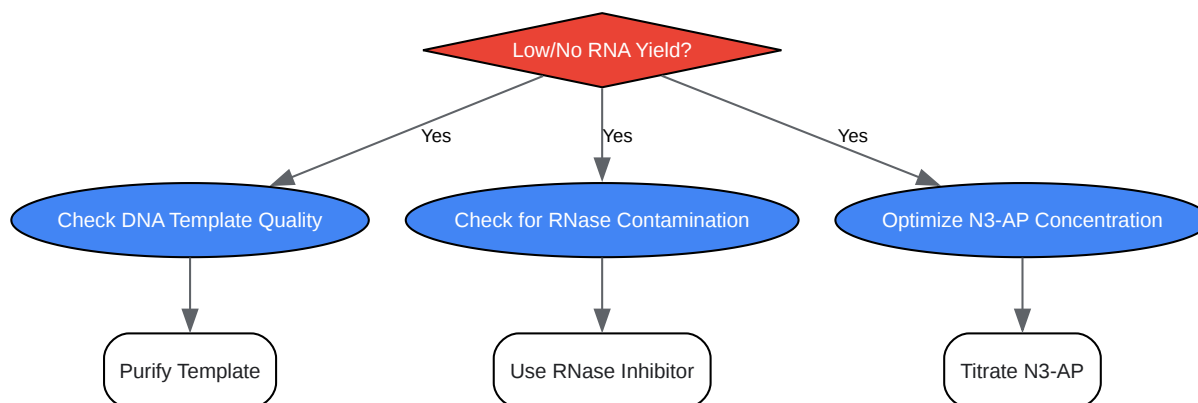 Low/No RNA Yield?
Yes
Yes
Yes
Check DNA Template Quality
Check for RNase Contamination
Optimize N3-AP Concentration
Purify Template
Use RNase Inhibitor
Titrate N3-AP